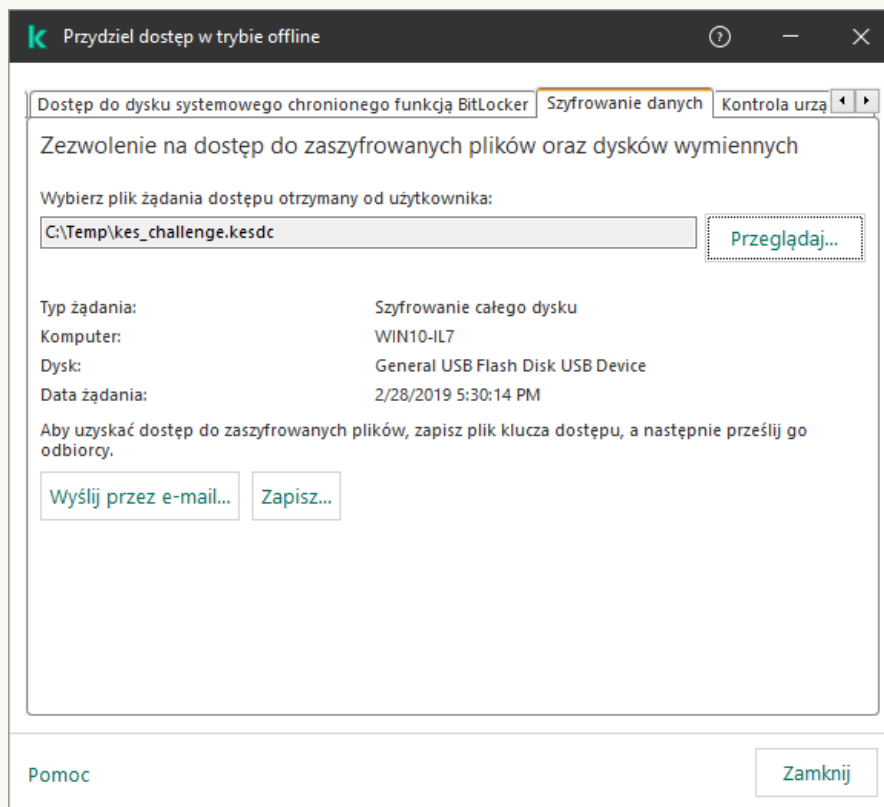 Przydziel dostęp w trybie offline
Dostęp do dysku systemowego chronionego funkcją BitLocker Szyfrowanie danych Kontrola urzą
Zezwolenie na dostęp do zaszyfrowanych plików oraz dysków wymiennych
Wybierz plik żądania dostępu otrzymany od użytkownika:
C:\Temp\kes_challenge.kesdc Przeglądaj...
Typ żądania: Szyfrowanie całego dysku
Komputer: WIN10-IL7
Dysk: General USB Flash Disk USB Device
Data żądania: 2/28/2019 5:30:14 PM
Aby uzyskać dostęp do zaszyfrowanych plików, zapisz plik klucza dostępu, a następnie prześlij go
odbiorcy.
Wyślij przez e-mail... Zapisz...
Pomoc Zamknij